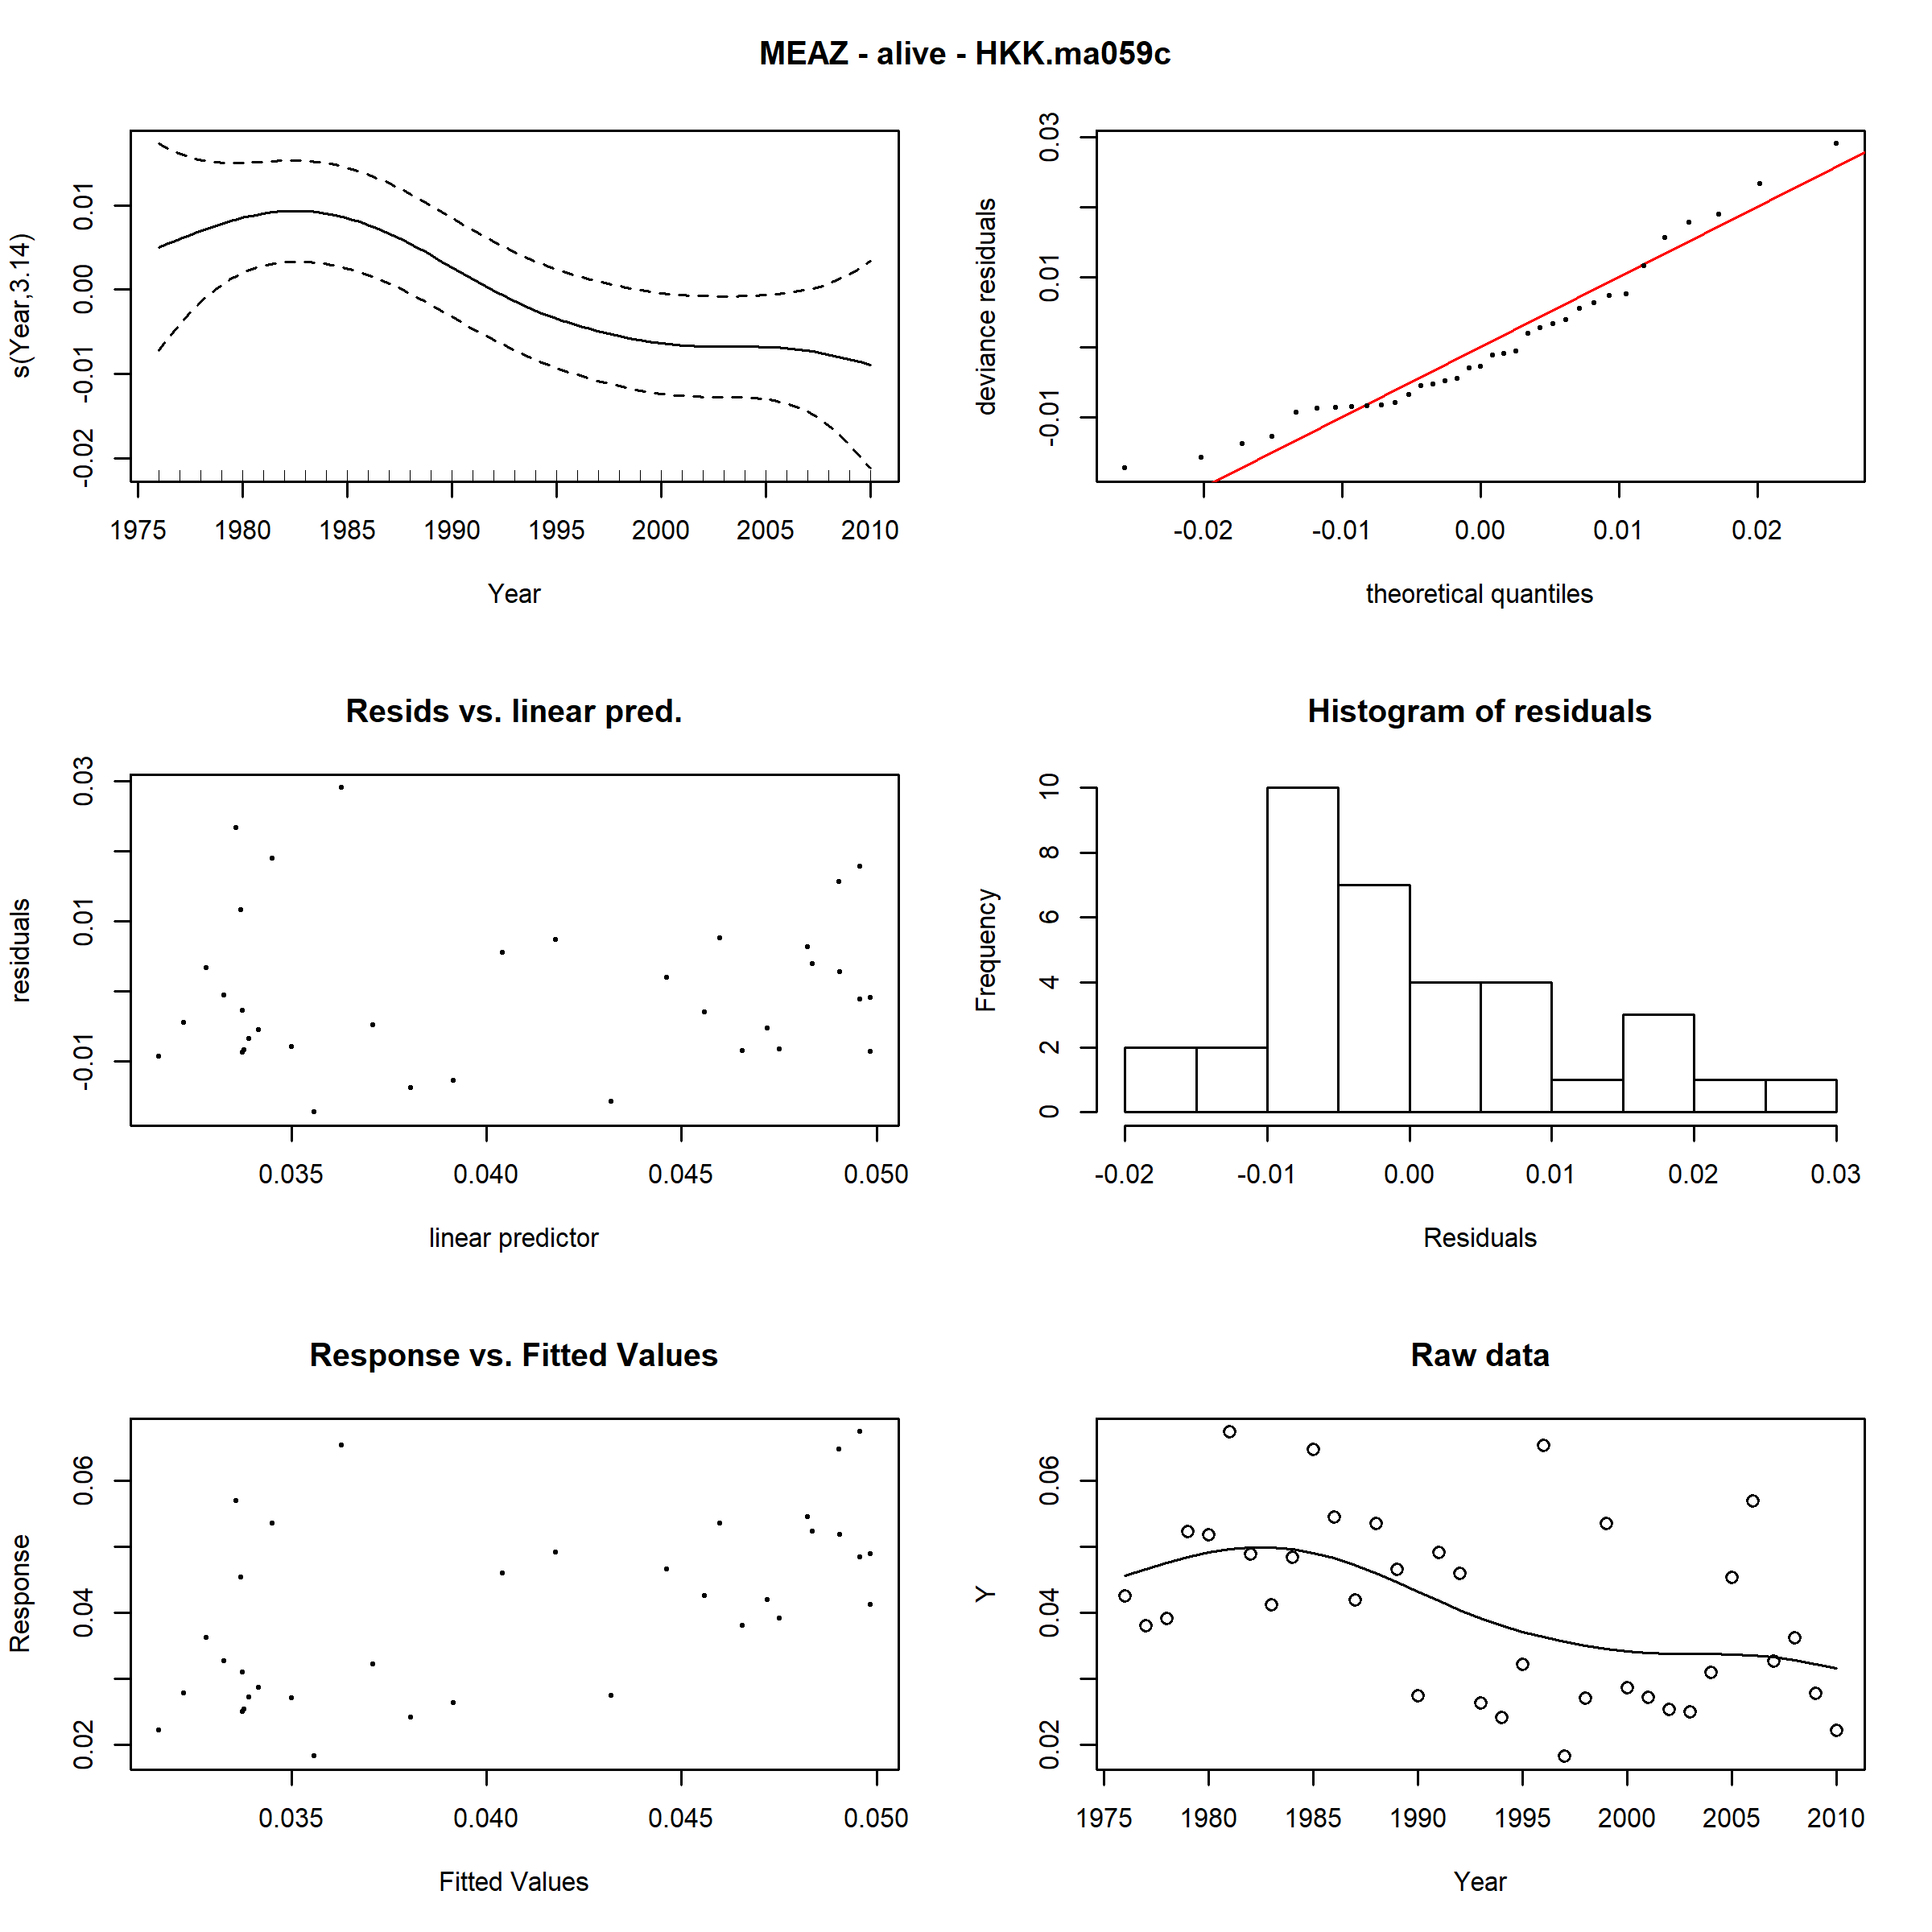 MEAZ - alive - HKK.ma059c
s(Year,3.14)
0.01
0.00
-0.01
-0.02
1975 1980 1985 1990 1995 2000 2005 2010
Year
deviance residuals
0.03
0.01
-0.01
-0.02 -0.01 0.00 0.01 0.02
theoretical quantiles
Resids vs. linear pred.
residuals
0.03
0.01
-0.01
0.035 0.040 0.045 0.050
linear predictor
Histogram of residuals
Frequency
10
8
6
4
2
0
-0.02 -0.01 0.00 0.01 0.02 0.03
Residuals
Response vs. Fitted Values
Response
0.06
0.04
0.02
0.035 0.040 0.045 0.050
Fitted Values
Raw data
Y
0.06
0.04
0.02
1975 1980 1985 1990 1995 2000 2005 2010
Year